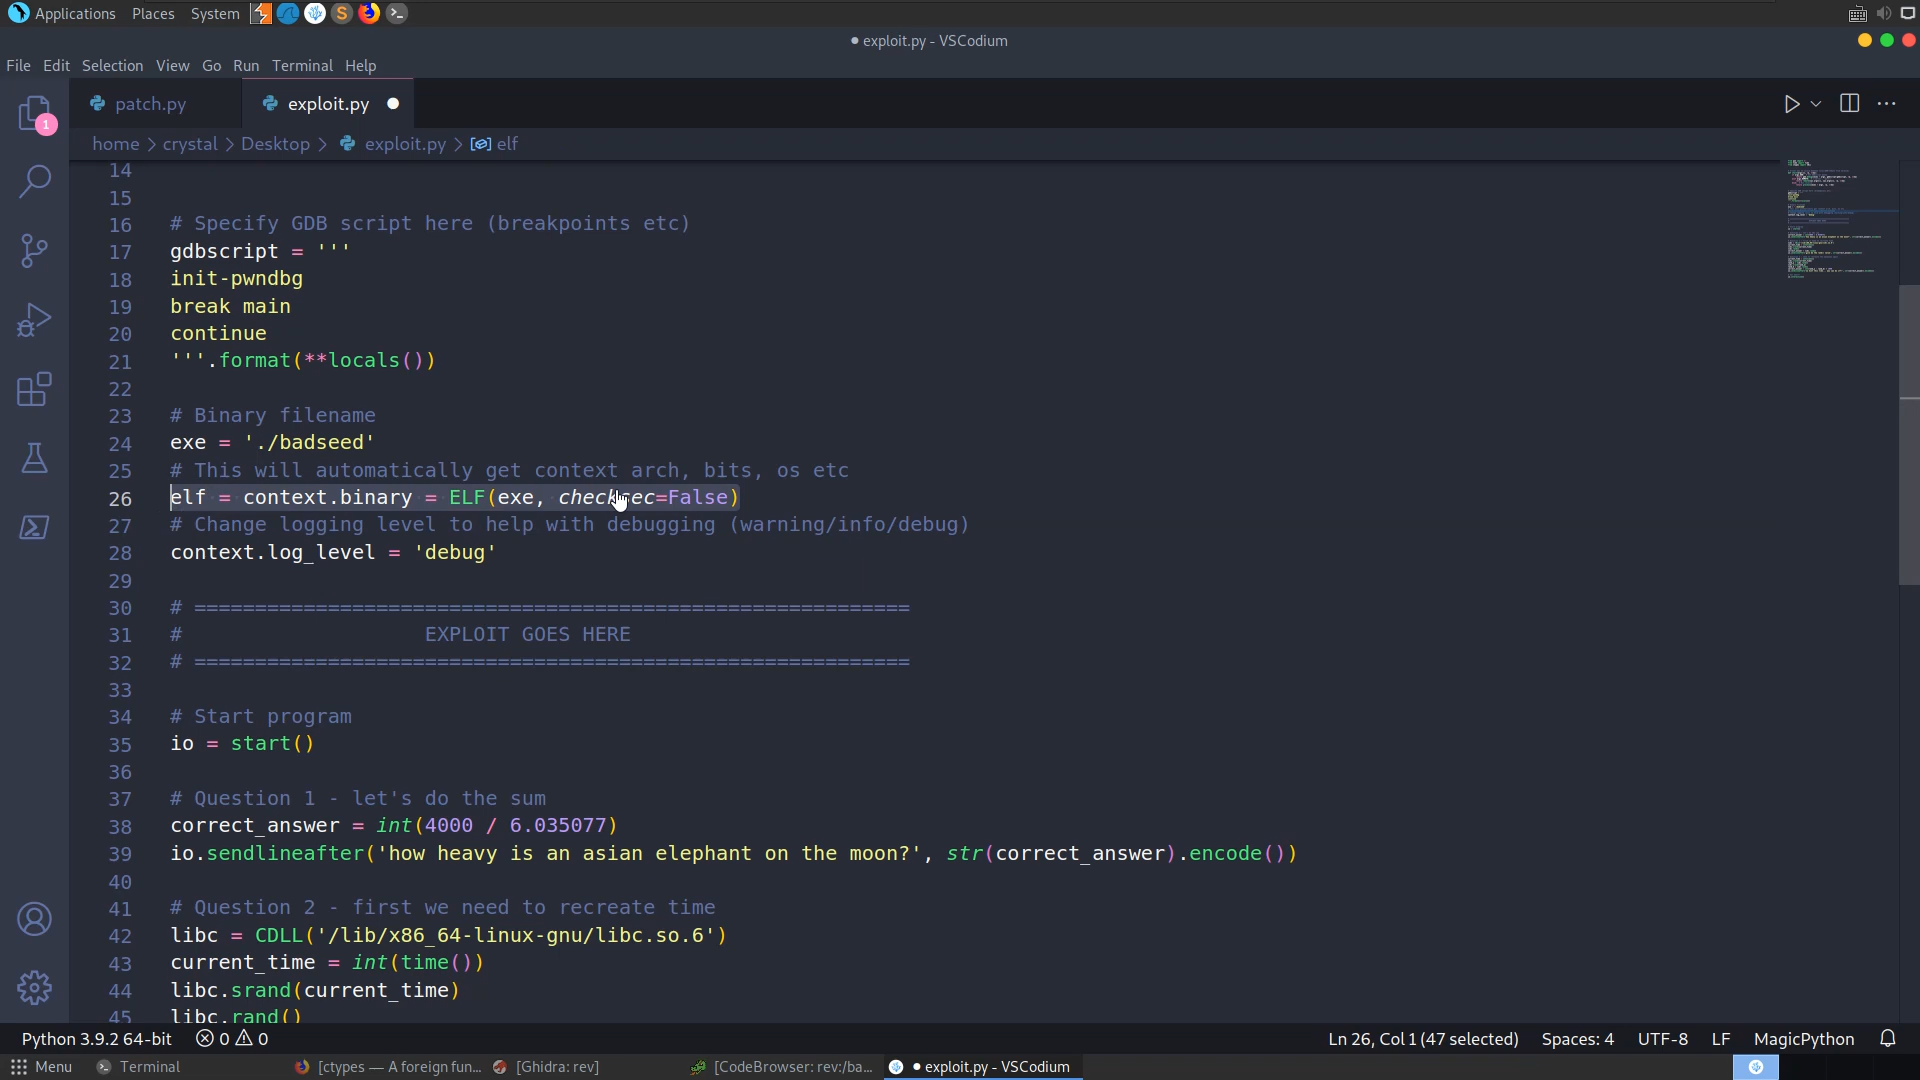 Applications Places System
● exploit.py - VSCodium
File Edit Selection View Go Run Terminal Help
patch.py exploit.py
home > crystal > Desktop > exploit.py > elf
1
14
15
16 # Specify GDB script here (breakpoints etc)
17 gdbscript = '''
18 init-pwndbg
19 break main
20 continue
21 '''.format(**locals())
22
23 # Binary filename
24 exe = './badseed'
25 # This will automatically get context arch, bits, os etc
26 elf = context.binary = ELF(exe, checksec=False)
27 # Change logging level to help with debugging (warning/info/debug)
28 context.log_level = 'debug'
29
30 # ===========================================================
31 # EXPLOIT GOES HERE
32 # ===========================================================
33
34 # Start program
35 io = start()
36
37 # Question 1 - let's do the sum
38 correct_answer = int(4000 / 6.035077)
39 io.sendlineafter('how heavy is an asian elephant on the moon?', str(correct_answer).encode())
40
41 # Question 2 - first we need to recreate time
42 libc = CDLL('/lib/x86_64-linux-gnu/libc.so.6')
43 current_time = int(time())
44 libc.srand(current_time)
45 libc.rand()
Python 3.9.2 64-bit 0 0 Ln 26, Col 1 (47 selected) Spaces: 4 UTF-8 LF MagicPython
Menu Terminal [ctypes — A foreign fun... [Ghidra: rev] [CodeBrowser: rev:/ba... ● exploit.py - VSCodium